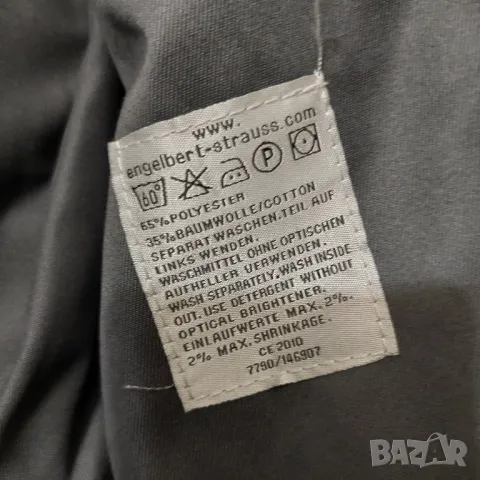 www.
engelbert-strauss.com
60° P
65%POLYESTER
35%BAUMWOLLE/COTTON
SEPARAT WASCHEN.TEIL AUF
LINKS WENDEN.
WASCHMITTEL OHNE OPTISCHEN
AUFHELLER VERWENDEN.
WASH SEPARATELY.WASH INSIDE
OUT. USE DETERGENT WITHOUT
OPTICAL BRIGHTENER.
EINLAUFWERTE MAX. 2%.
2% MAX. SHRINKAGE.
CE 2010
7790/146907
BAZAR